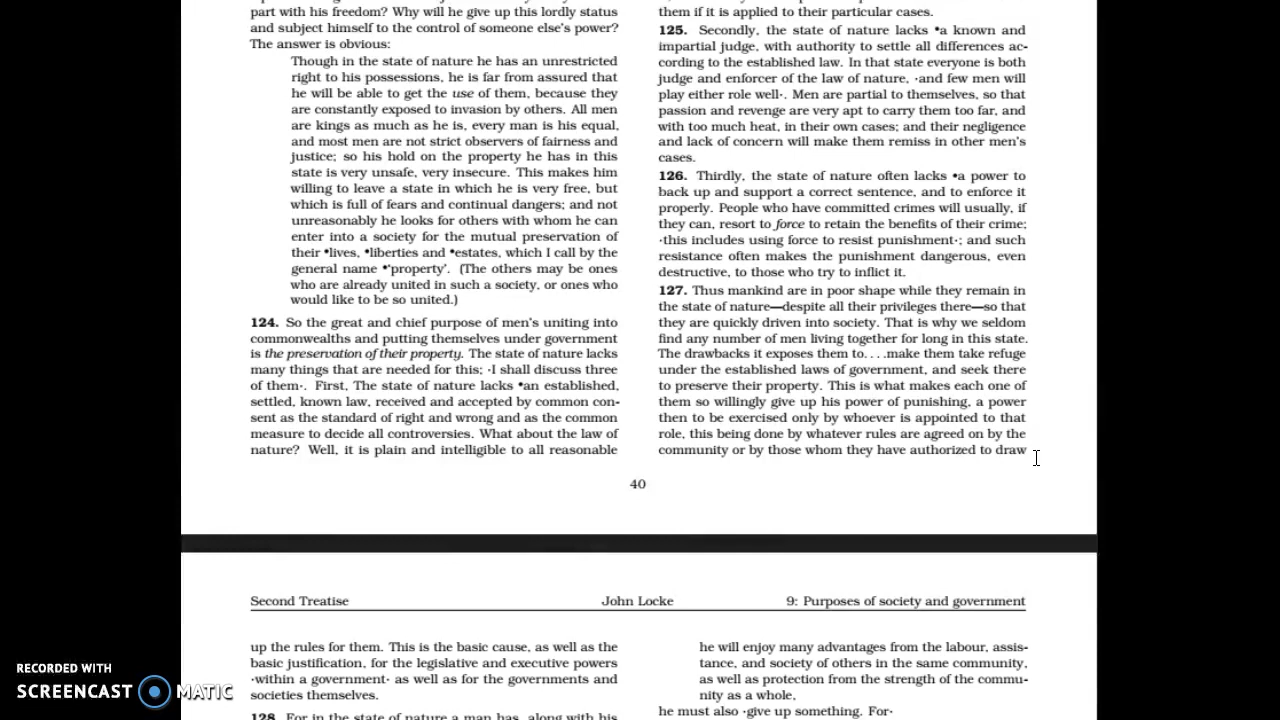 part with his freedom? Why will he give up this lordly status
and subject himself to the control of someone else's power?
The answer is obvious:
Though in the state of nature he has an unrestricted
right to his possessions, he is far from assured that
he will be able to get the use of them, because they
are constantly exposed to invasion by others. All men
are kings as much as he is, every man is his equal,
and most men are not strict observers of fairness and
justice; so his hold on the property he has in this
state is very unsafe, very insecure. This makes him
willing to leave a state in which he is very free, but
which is full of fears and continual dangers; and not
unreasonably he looks for others with whom he can
enter into a society for the mutual preservation of
their •lives, •liberties and •estates, which I call by the
general name •'property'. (The others may be ones
who are already united in such a society, or ones who
would like to be so united.)
124. So the great and chief purpose of men's uniting into
commonwealths and putting themselves under government
is the preservation of their property. The state of nature lacks
many things that are needed for this; ·I shall discuss three
of them·. First, The state of nature lacks •an established,
settled, known law, received and accepted by common con-
sent as the standard of right and wrong and as the common
measure to decide all controversies. What about the law of
nature? Well, it is plain and intelligible to all reasonable
them if it is applied to their particular cases.
125. Secondly, the state of nature lacks •a known and
impartial judge, with authority to settle all differences ac-
cording to the established law. In that state everyone is both
judge and enforcer of the law of nature, ·and few men will
play either role well·. Men are partial to themselves, so that
passion and revenge are very apt to carry them too far, and
with too much heat, in their own cases; and their negligence
and lack of concern will make them remiss in other men's
cases.
126. Thirdly, the state of nature often lacks •a power to
back up and support a correct sentence, and to enforce it
properly. People who have committed crimes will usually, if
they can, resort to force to retain the benefits of their crime;
·this includes using force to resist punishment·; and such
resistance often makes the punishment dangerous, even
destructive, to those who try to inflict it.
127. Thus mankind are in poor shape while they remain in
the state of nature—despite all their privileges there—so that
they are quickly driven into society. That is why we seldom
find any number of men living together for long in this state.
The drawbacks it exposes them to. . . .make them take refuge
under the established laws of government, and seek there
to preserve their property. This is what makes each one of
them so willingly give up his power of punishing, a power
then to be exercised only by whoever is appointed to that
role, this being done by whatever rules are agreed on by the
community or by those whom they have authorized to draw
40
Second Treatise John Locke 9: Purposes of society and government
up the rules for them. This is the basic cause, as well as the
basic justification, for the legislative and executive powers
·within a government· as well as for the governments and
societies themselves.
128. For in the state of nature a man has, along with his
he will enjoy many advantages from the labour, assis-
tance, and society of others in the same community,
as well as protection from the strength of the commu-
nity as a whole,
he must also ·give up something. For·
RECORDED WITH
SCREENCAST MATIC